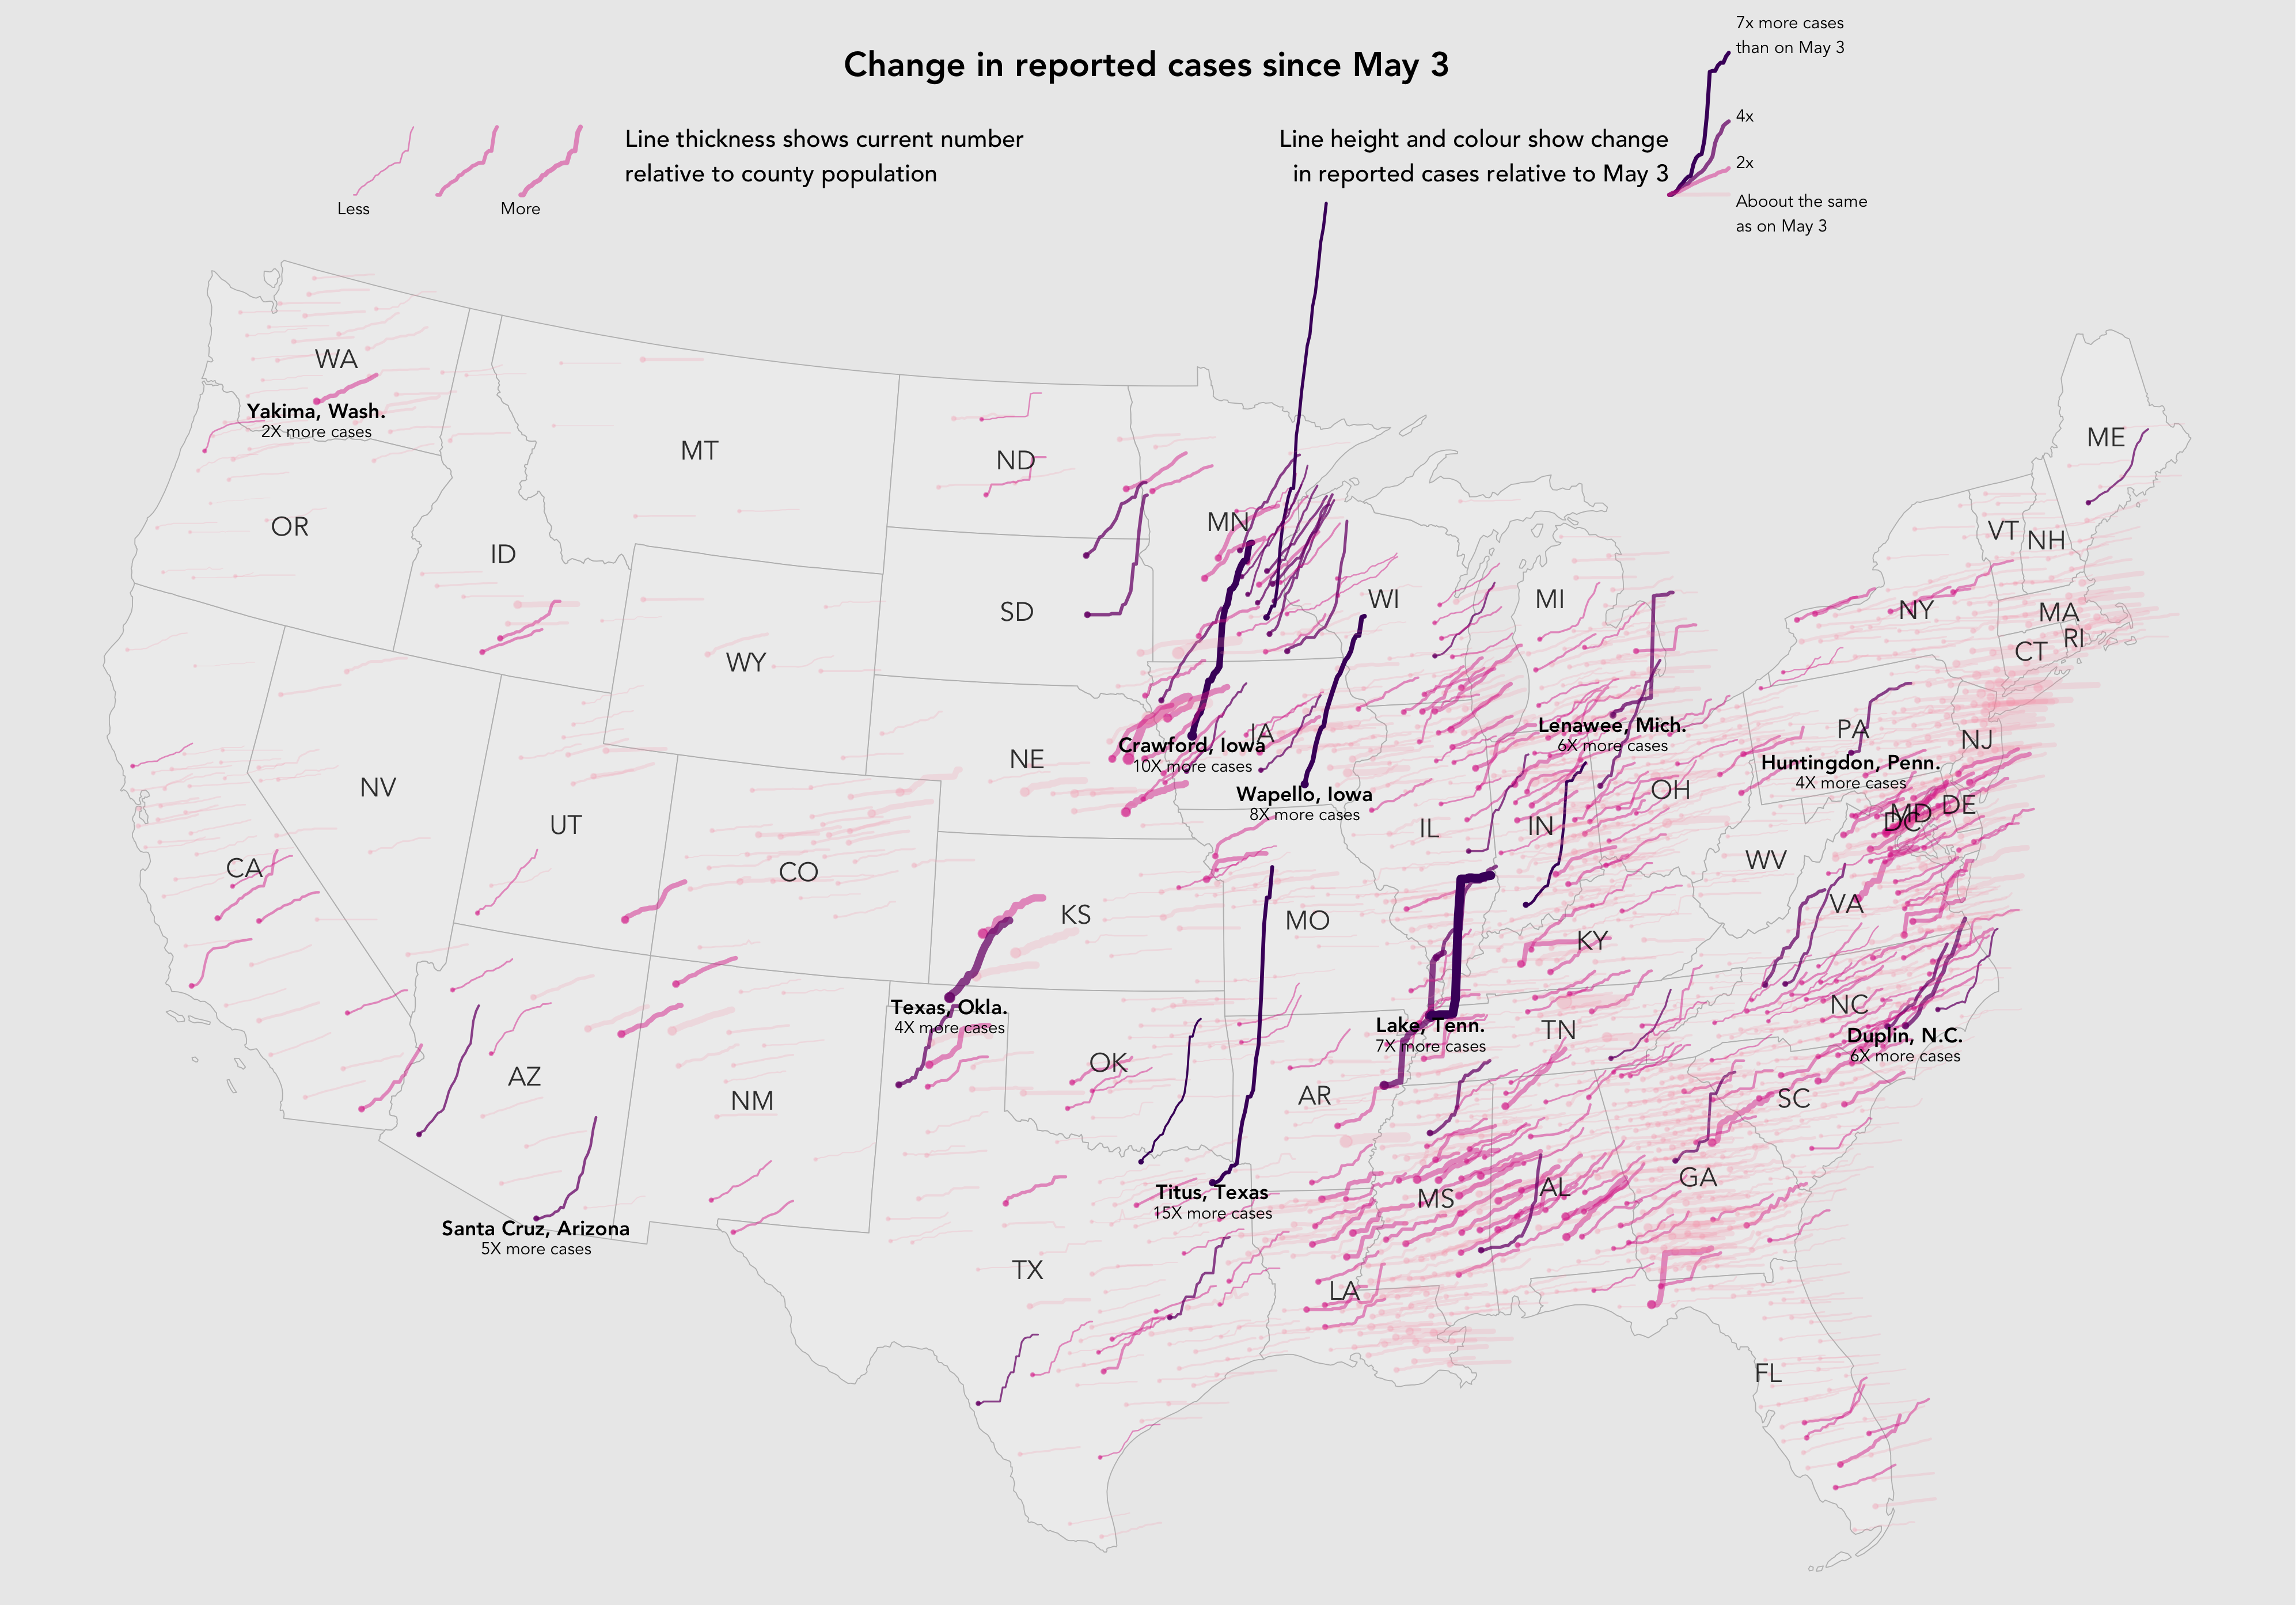 7x more cases
than on May 3
Change in reported cases since May 3
4x
Line thickness shows current number
relative to county population
Line height and colour show change
in reported cases relative to May 3
2x
Less
More
Aboout the same
as on May 3
WA
Yakima, Wash.
2X more cases
MT
ND
MN
ME
OR
ID
VT
NH
SD
WI
MI
NY
MA
RI
CT
WY
Lenawee, Mich.
6X more cases
IA
Crawford, Iowa
10X more cases
PA
NJ
Huntingdon, Penn.
4X more cases
NE
NV
Wapello, Iowa
8X more cases
OH
UT
IL
IN
MD
DE
DC
CA
CO
WV
KS
MO
VA
KY
Texas, Okla.
4X more cases
Lake, Tenn.
7X more cases
TN
NC
Duplin, N.C.
6X more cases
AZ
NM
OK
AR
SC
Titus, Texas
15X more cases
MS
AL
GA
Santa Cruz, Arizona
5X more cases
TX
LA
FL